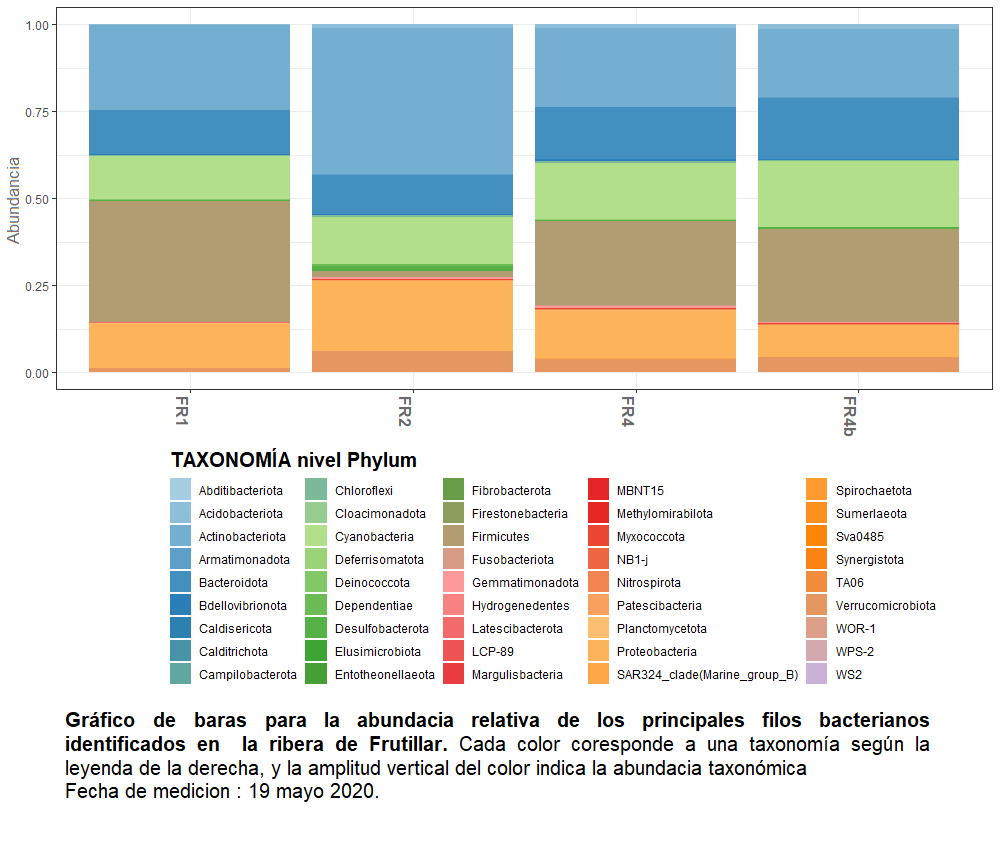 1.00
0.75
0.50
0.25
0.00
Abundancia
FR1 FR2 FR4 FR4b
TAXONOMÍA nivel Phylum
Abditibacteriota Chloroflexi Fibrobacterota MBNT15 Spirochaetota
Acidobacteriota Cloacimonadota Firestonebacteria Methylomirabilota Sumerlaeota
Actinobacteriota Cyanobacteria Firmicutes Myxococcota Sva0485
Armatimonadota Deferrisomatota Fusobacteriota NB1-j Synergistota
Bacteroidota Deinococcota Gemmatimonadota Nitrospirota TA06
Bdellovibrionota Dependentiae Hydrogenedentes Patescibacteria Verrucomicrobiota
Caldisericota Desulfobacterota Latescibacterota Planctomycetota WOR-1
Calditrichota Elusimicrobiota LCP-89 Proteobacteria WPS-2
Campilobacterota Entotheonellaeota Margulisbacteria SAR324_clade(Marine_group_B) WS2
Gráfico de baras para la abundacia relativa de los principales filos bacterianos
identificados en la ribera de Frutillar. Cada color coresponde a una taxonomía según la
leyenda de la derecha, y la amplitud vertical del color indica la abundacia taxonómica
Fecha de medicion : 19 mayo 2020.